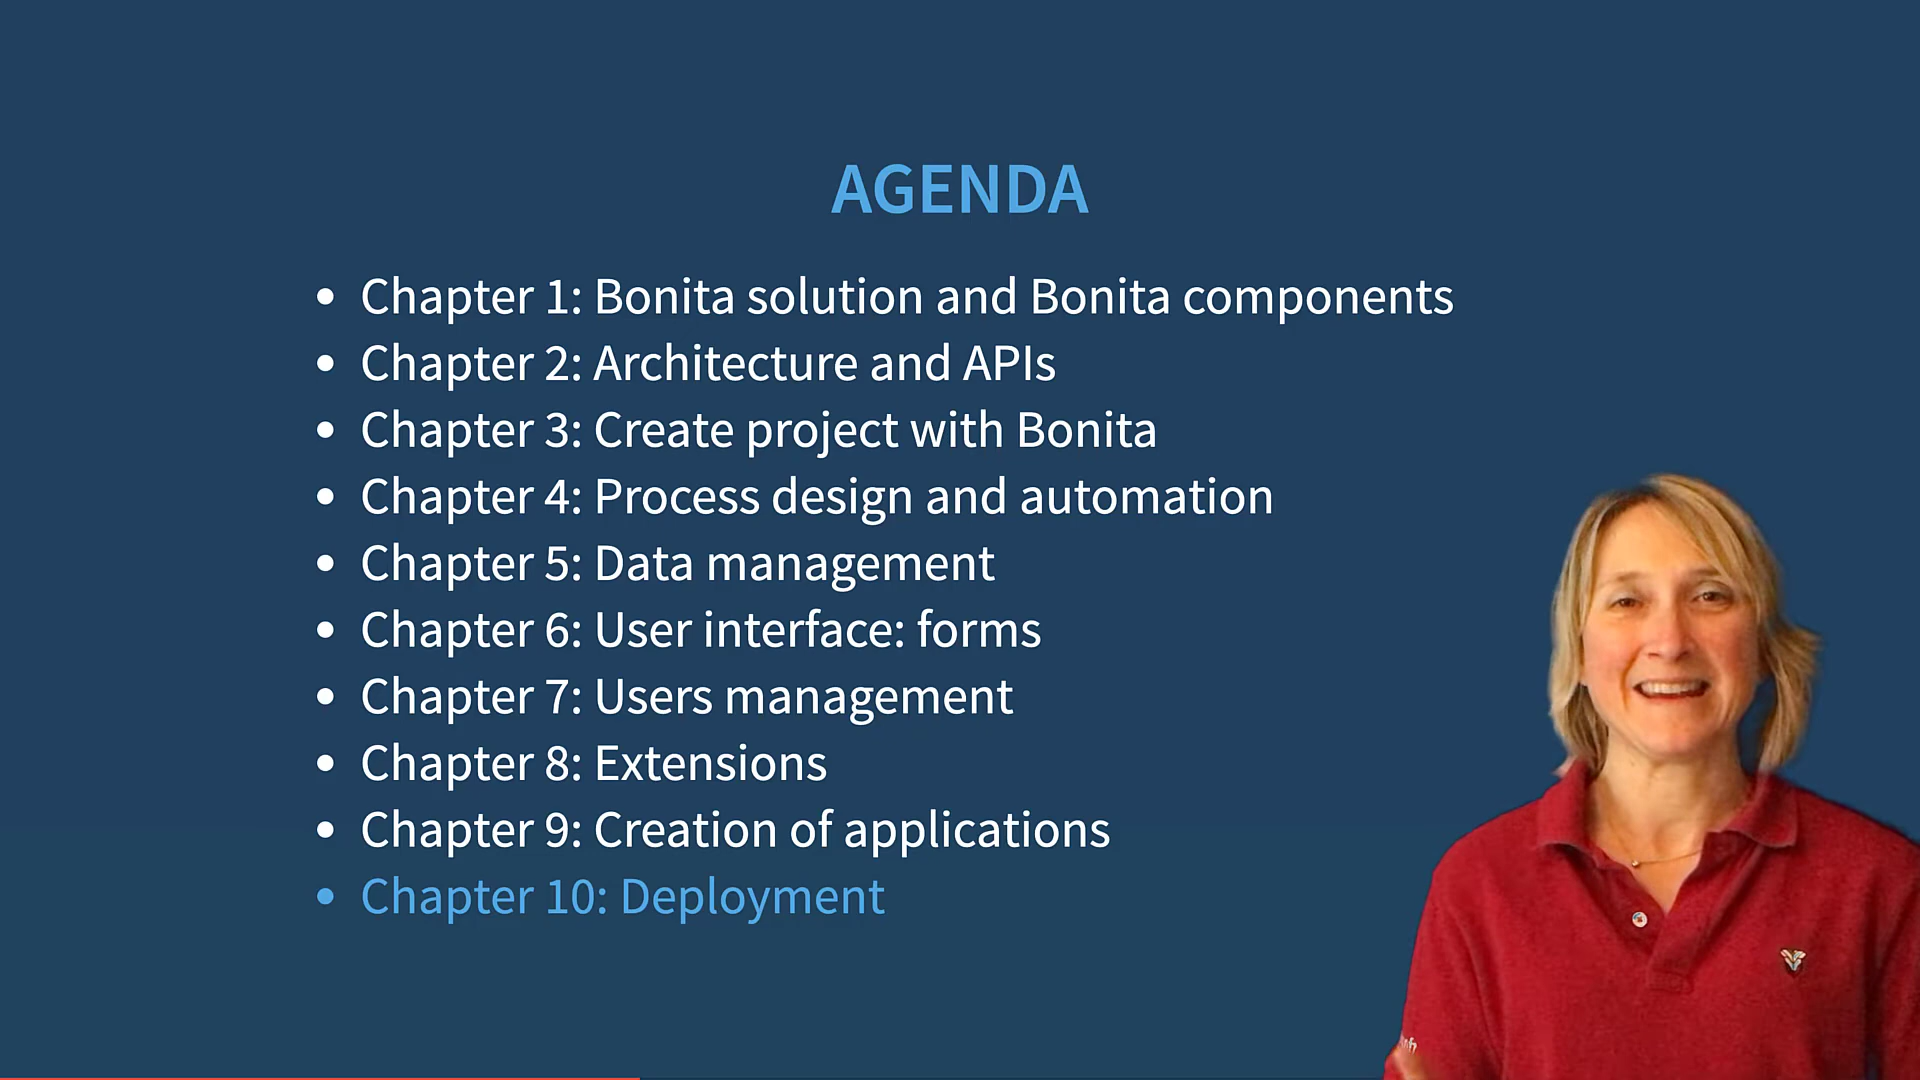 AGENDA
• Chapter 1: Bonita solution and Bonita components
• Chapter 2: Architecture and APIs
• Chapter 3: Create project with Bonita
• Chapter 4: Process design and automation
• Chapter 5: Data management
• Chapter 6: User interface: forms
• Chapter 7: Users management
• Chapter 8: Extensions
• Chapter 9: Creation of applications
• Chapter 10: Deployment